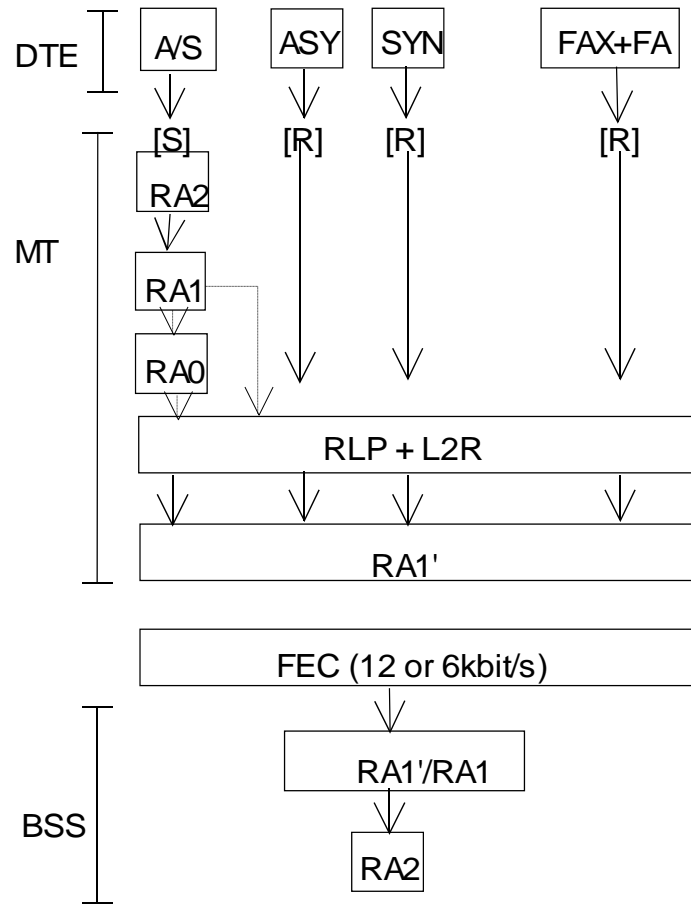 DTE A/S ASY SYN FAX+FA
[S] [R] [R] [R]
RA2
MT
RA1
RA0
RLP + L2R
RA1'
FEC (12 or 6kbit/s)
RA1'/RA1
BSS
RA2